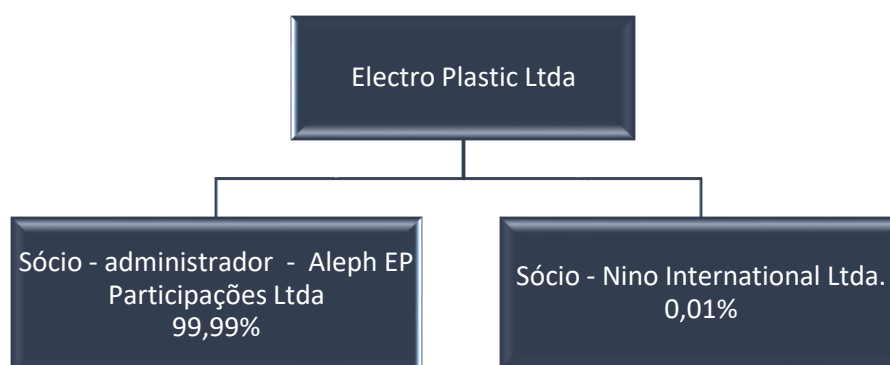 Electro Plastic Ltda
Sócio - administrador - Aleph EP
Participações Ltda
99,99%
Sócio - Nino International Ltda.
0,01%